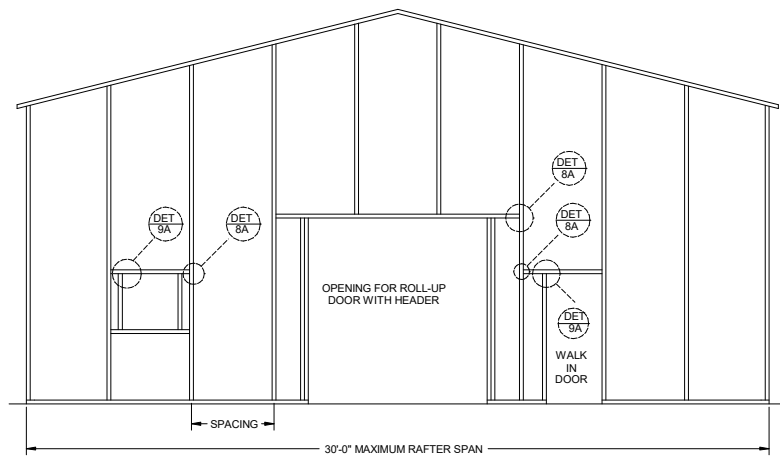 DET
8A
DET
9A
DET
8A
DET
8A
OPENING FOR ROLL-UP
DOOR WITH HEADER
DET
9A
WALK
IN
DOOR
SPACING
30'-0" MAXIMUM RAFTER SPAN